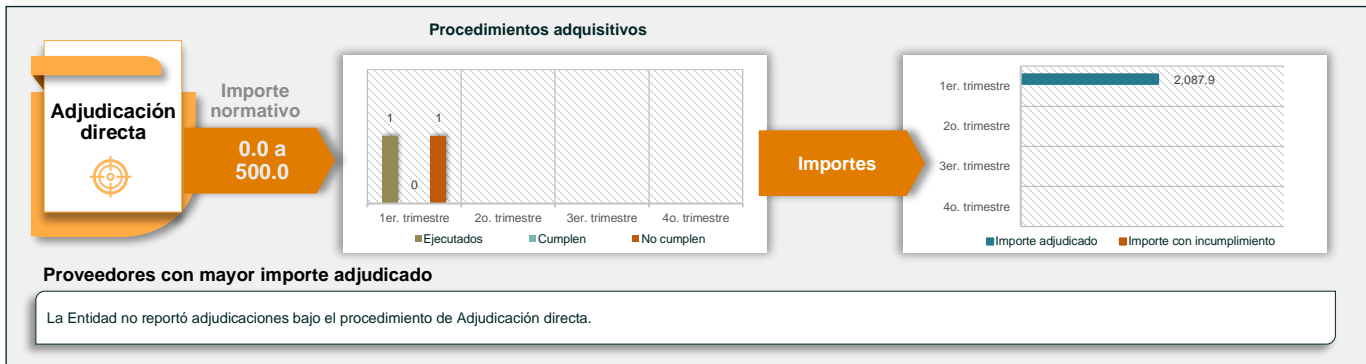 Procedimientos adquisitivos
Adjudicación
directa
Importe
normativo
0.0 a
500.0
1
0
1
1er. trimestre
2o. trimestre
3er. trimestre
4o. trimestre
Ejecutados
Cumplen
No cumplen
Importes
1er. trimestre
2,087.9
2o. trimestre
3er. trimestre
4o. trimestre
Importe adjudicado
Importe con incumplimiento
Proveedores con mayor importe adjudicado
La Entidad no reportó adjudicaciones bajo el procedimiento de Adjudicación directa.